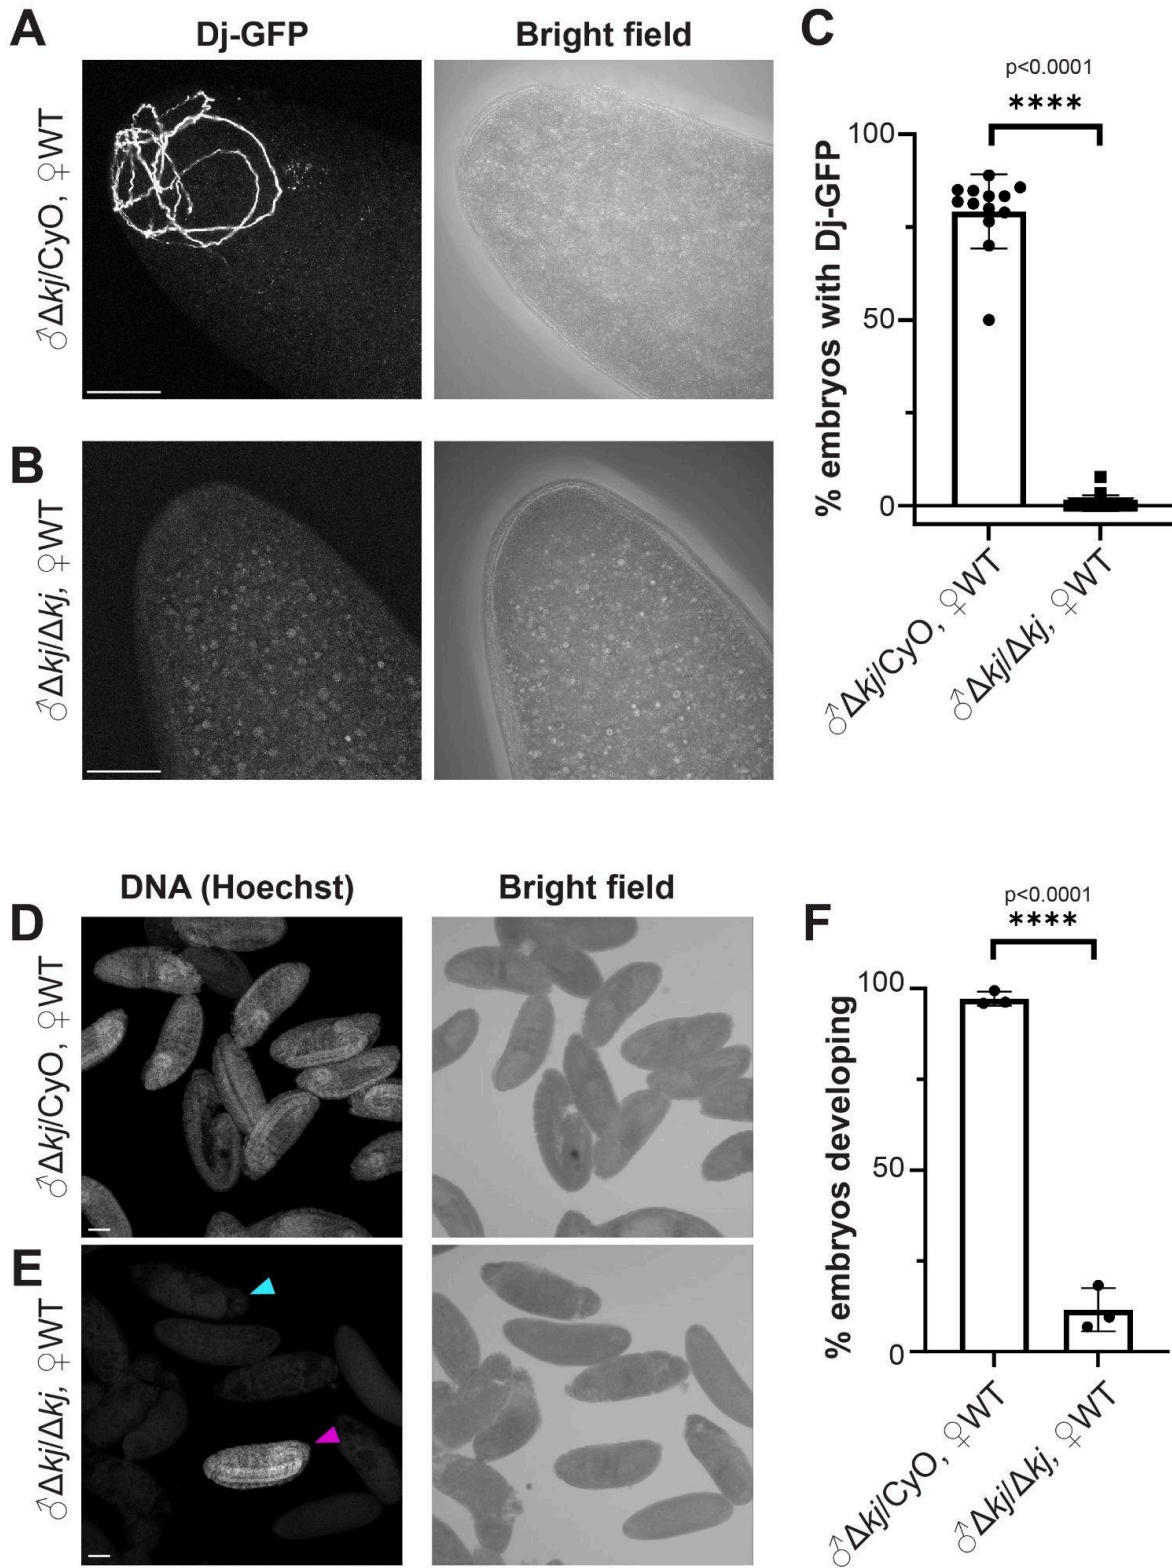 A
Dj-GFP
Bright field
♂Δkj/CyO, ♀WT
B
♂Δkj/Δkj, ♀WT
C
p<0.0001
****
% embryos with Dj-GFP
100
50
0
♂Δkj/CyO, ♀WT
♂Δkj/Δkj, ♀WT
DNA (Hoechst)
Bright field
D
♂Δkj/CyO, ♀WT
E
♂Δkj/Δkj, ♀WT
F
p<0.0001
****
% embryos developing
100
50
0
♂Δkj/CyO, ♀WT
♂Δkj/Δkj, ♀WT